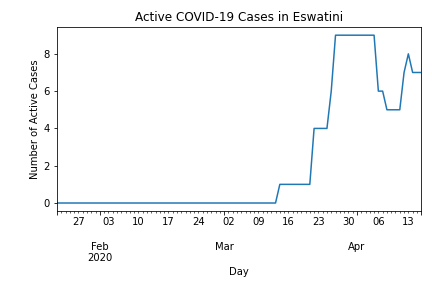 Active COVID-19 Cases in Eswatini
Number of Active Cases
8
6
4
2
0
27 03 10 17 24 02 09 16 23 30 06 13
Feb Mar Apr
2020
Day